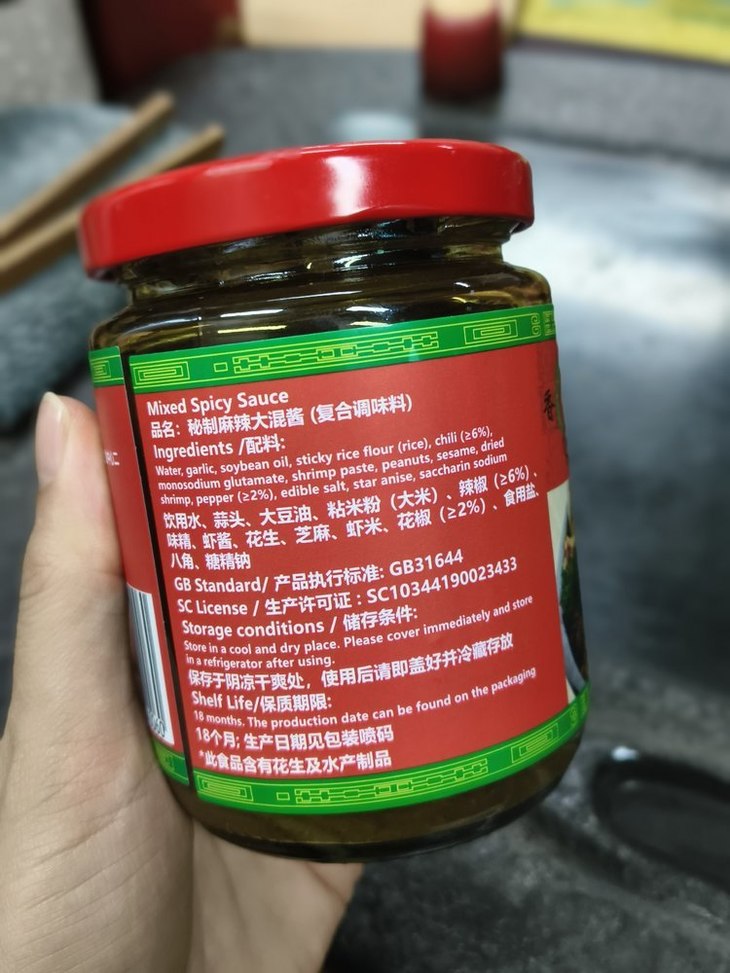 Mixed Spicy Sauce
品名：秘制麻辣大混酱 (复合调味料)
Ingredients /配料:
Water, garlic, soybean oil, sticky rice flour (rice), chili (≥6%),
monosodium glutamate, shrimp paste, peanuts, sesame, dried
shrimp, pepper (≥2%), edible salt, star anise, saccharin sodium
饮用水、蒜头、大豆油、粘米粉（大米）、辣椒（≥6%）、
味精、虾酱、花生、芝麻、虾米、花椒（≥2%）、食用盐、
八角、糖精钠
GB Standard/ 产品执行标准: GB31644
SC License / 生产许可证：SC10344190023433
Storage conditions / 储存条件:
Store in a cool and dry place. Please cover immediately and store
in a refrigerator after using.
保存于阴凉干爽处，使用后请即盖好并冷藏存放
Shelf Life/保质期限:
18 months. The production date can be found on the packaging
18个月; 生产日期见包装喷码
*此食品含有花生及水产制品
香